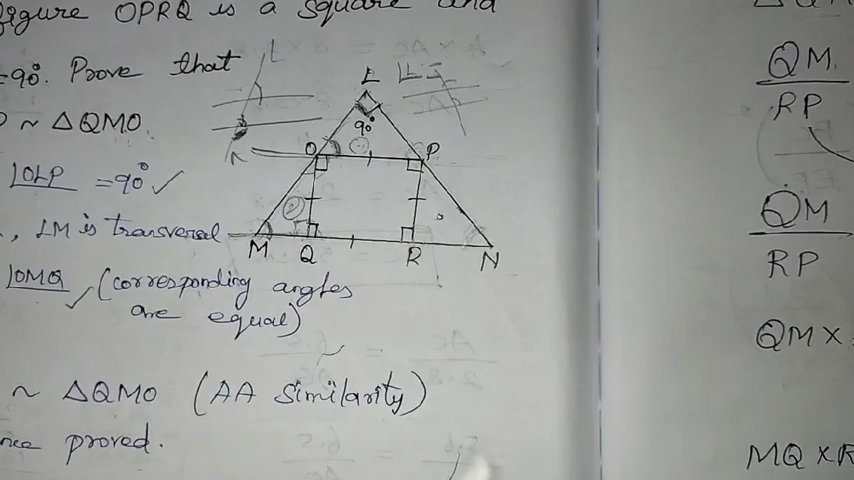 figure OPRQ is a square and
=90°. Prove that
~ ΔQMO.
∠OLP = 90° ✓
, LM is transversal
∠OMQ (corresponding angles
are equal)
~ ΔQMO (AA similarity)
proved.
L
90°
O
P
M
Q
R
N
L
QM
RP
QM
RP
QM ×
MQ × R